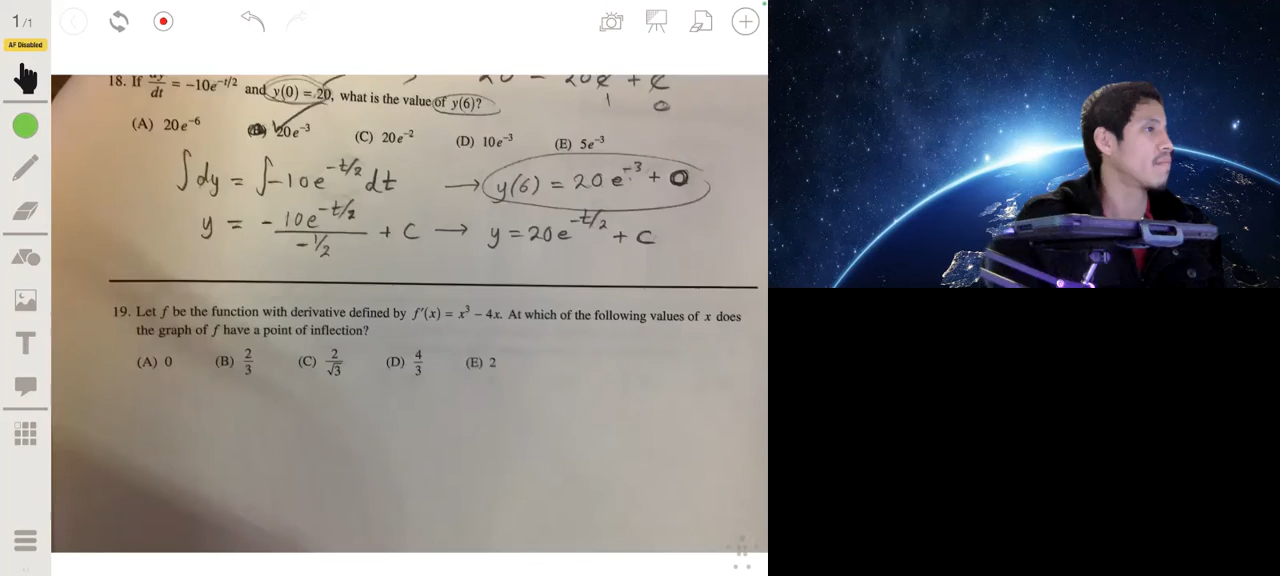 1/1
AF Disabled
20 = 20e + C
18. If dy/dt = -10e^{-t/2} and y(0) = 20, what is the value of y(6)?
1 0
(A) 20e^{-6} (B) 20e^{-3} (C) 20e^{-2} (D) 10e^{-3} (E) 5e^{-3}
∫dy = ∫-10e^{-t/2} dt → y(6) = 20e^{-3} + 0
y = -10e^{-t/2}/-1/2 + C → y = 20e^{-t/2} + C
19. Let f be the function with derivative defined by f'(x) = x³ – 4x. At which of the following values of x does
the graph of f have a point of inflection?
(A) 0 (B) 2/3 (C) 2/√3 (D) 4/3 (E) 2
T